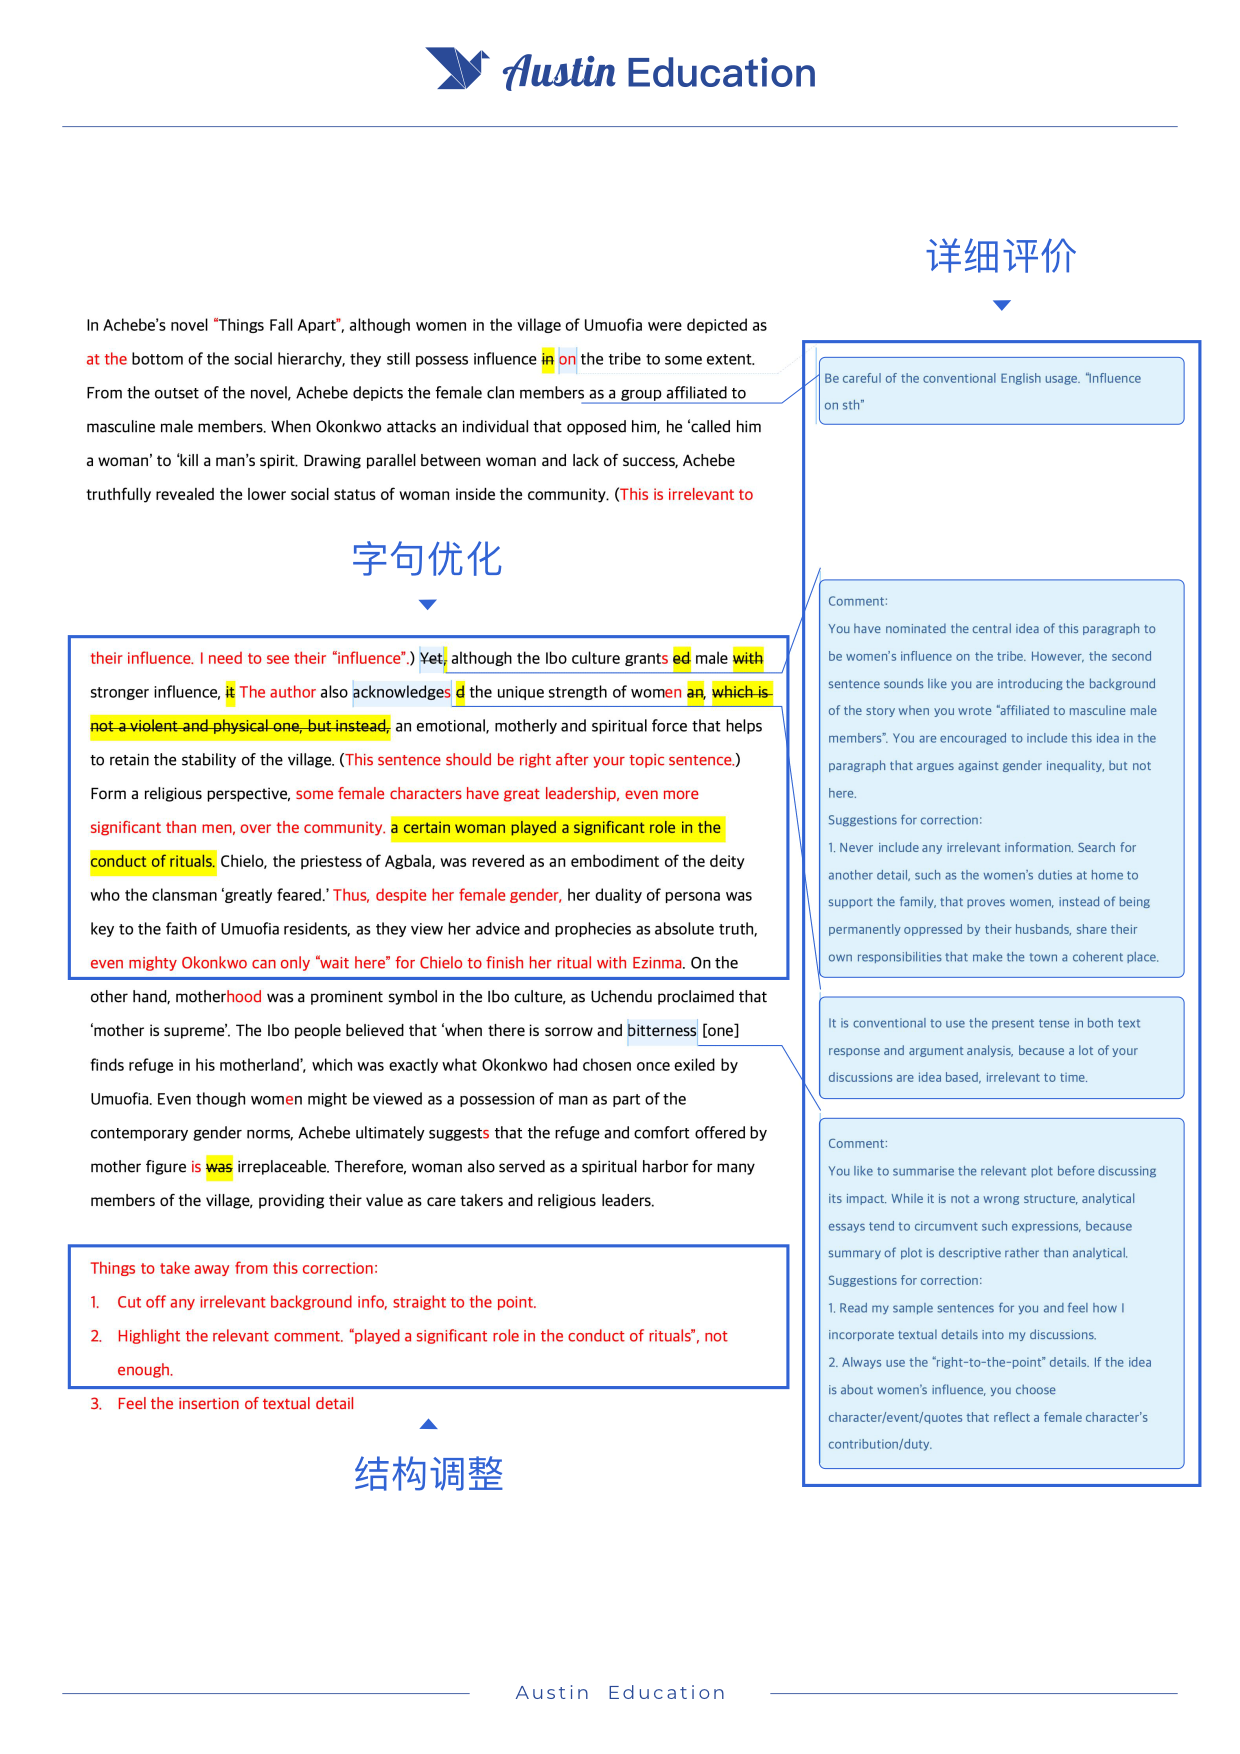 Austin Education
详细评价
In Achebe’s novel “Things Fall Apart”, although women in the village of Umuofia were depicted as
at the bottom of the social hierarchy, they still possess influence in on the tribe to some extent.
From the outset of the novel, Achebe depicts the female clan members as a group affiliated to
masculine male members. When Okonkwo attacks an individual that opposed him, he ‘called him
a woman’ to ‘kill a man’s spirit. Drawing parallel between woman and lack of success, Achebe
truthfully revealed the lower social status of woman inside the community. (This is irrelevant to
字句优化
their influence. I need to see their “influence”.) Yet, although the Ibo culture grants ed male with
stronger influence, it The author also acknowledges d the unique strength of women an, which is
not a violent and physical one, but instead, an emotional, motherly and spiritual force that helps
to retain the stability of the village. (This sentence should be right after your topic sentence.)
Form a religious perspective, some female characters have great leadership, even more
significant than men, over the community. a certain woman played a significant role in the
conduct of rituals. Chielo, the priestess of Agbala, was revered as an embodiment of the deity
who the clansman ‘greatly feared.’ Thus, despite her female gender, her duality of persona was
key to the faith of Umuofia residents, as they view her advice and prophecies as absolute truth,
even mighty Okonkwo can only “wait here” for Chielo to finish her ritual with Ezinma. On the
other hand, motherhood was a prominent symbol in the Ibo culture, as Uchendu proclaimed that
‘mother is supreme’. The Ibo people believed that ‘when there is sorrow and bitterness [one]
finds refuge in his motherland’, which was exactly what Okonkwo had chosen once exiled by
Umuofia. Even though women might be viewed as a possession of man as part of the
contemporary gender norms, Achebe ultimately suggests that the refuge and comfort offered by
mother figure is was irreplaceable. Therefore, woman also served as a spiritual harbor for many
members of the village, providing their value as care takers and religious leaders.
Things to take away from this correction:
1. Cut off any irrelevant background info, straight to the point.
2. Highlight the relevant comment. “played a significant role in the conduct of rituals”, not
enough.
3. Feel the insertion of textual detail
结构调整
Be careful of the conventional English usage. “Influence
on sth”
Comment:
You have nominated the central idea of this paragraph to
be women’s influence on the tribe. However, the second
sentence sounds like you are introducing the background
of the story when you wrote “affiliated to masculine male
members”. You are encouraged to include this idea in the
paragraph that argues against gender inequality, but not
here.
Suggestions for correction:
1. Never include any irrelevant information. Search for
another detail, such as the women’s duties at home to
support the family, that proves women, instead of being
permanently oppressed by their husbands, share their
own responsibilities that make the town a coherent place.
It is conventional to use the present tense in both text
response and argument analysis, because a lot of your
discussions are idea based, irrelevant to time.
Comment:
You like to summarise the relevant plot before discussing
its impact. While it is not a wrong structure, analytical
essays tend to circumvent such expressions, because
summary of plot is descriptive rather than analytical.
Suggestions for correction:
1. Read my sample sentences for you and feel how I
incorporate textual details into my discussions.
2. Always use the “right-to-the-point” details. If the idea
is about women’s influence, you choose
character/event/quotes that reflect a female character’s
contribution/duty.
Austin Education